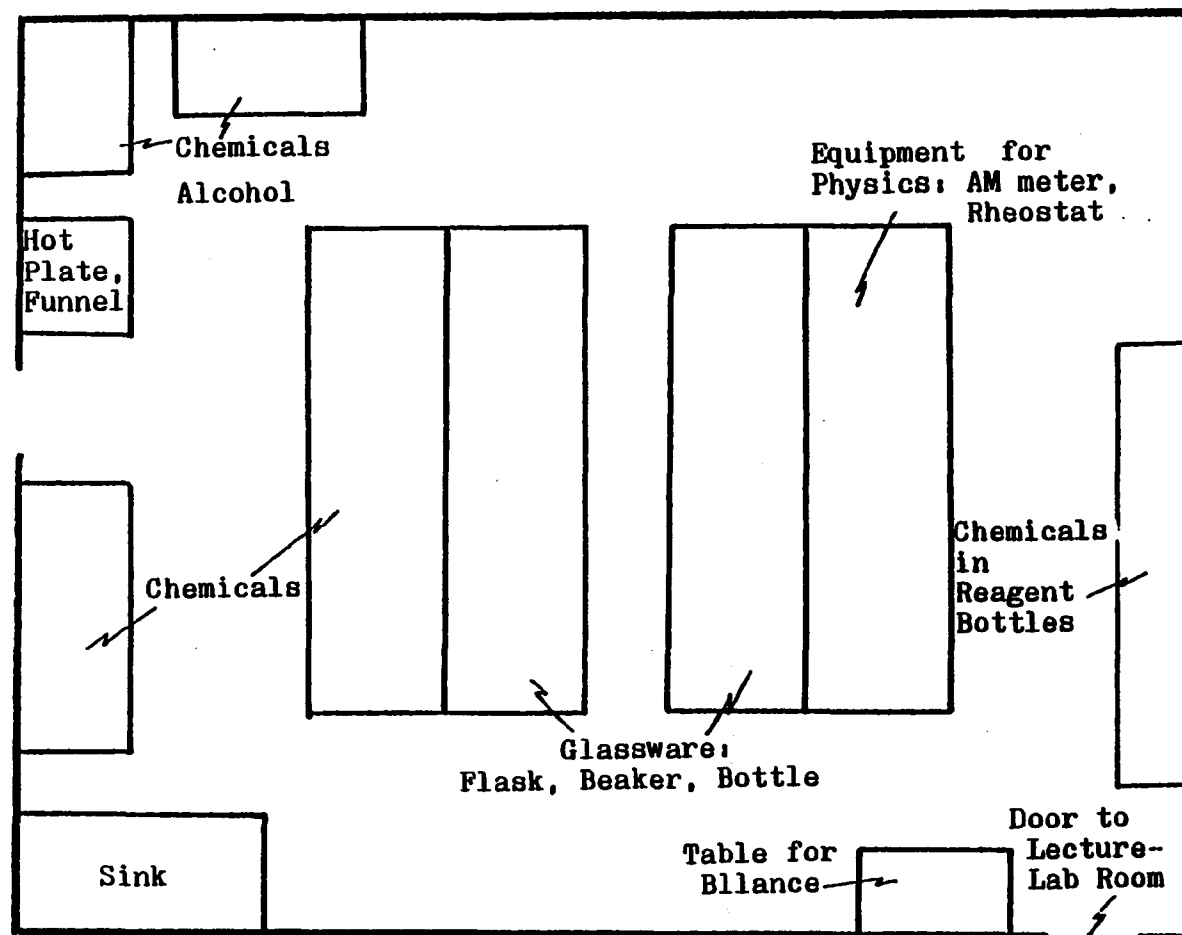 Chemicals
Alcohol
Equipment for
Physics: AM meter,
Rheostat
Hot
Plate,
Funnel
Chemicals
in
Reagent
Bottles
Chemicals
Glassware:
Flask, Beaker, Bottle
Door to
Lecture-
Lab Room
Table for
Bllance
Sink